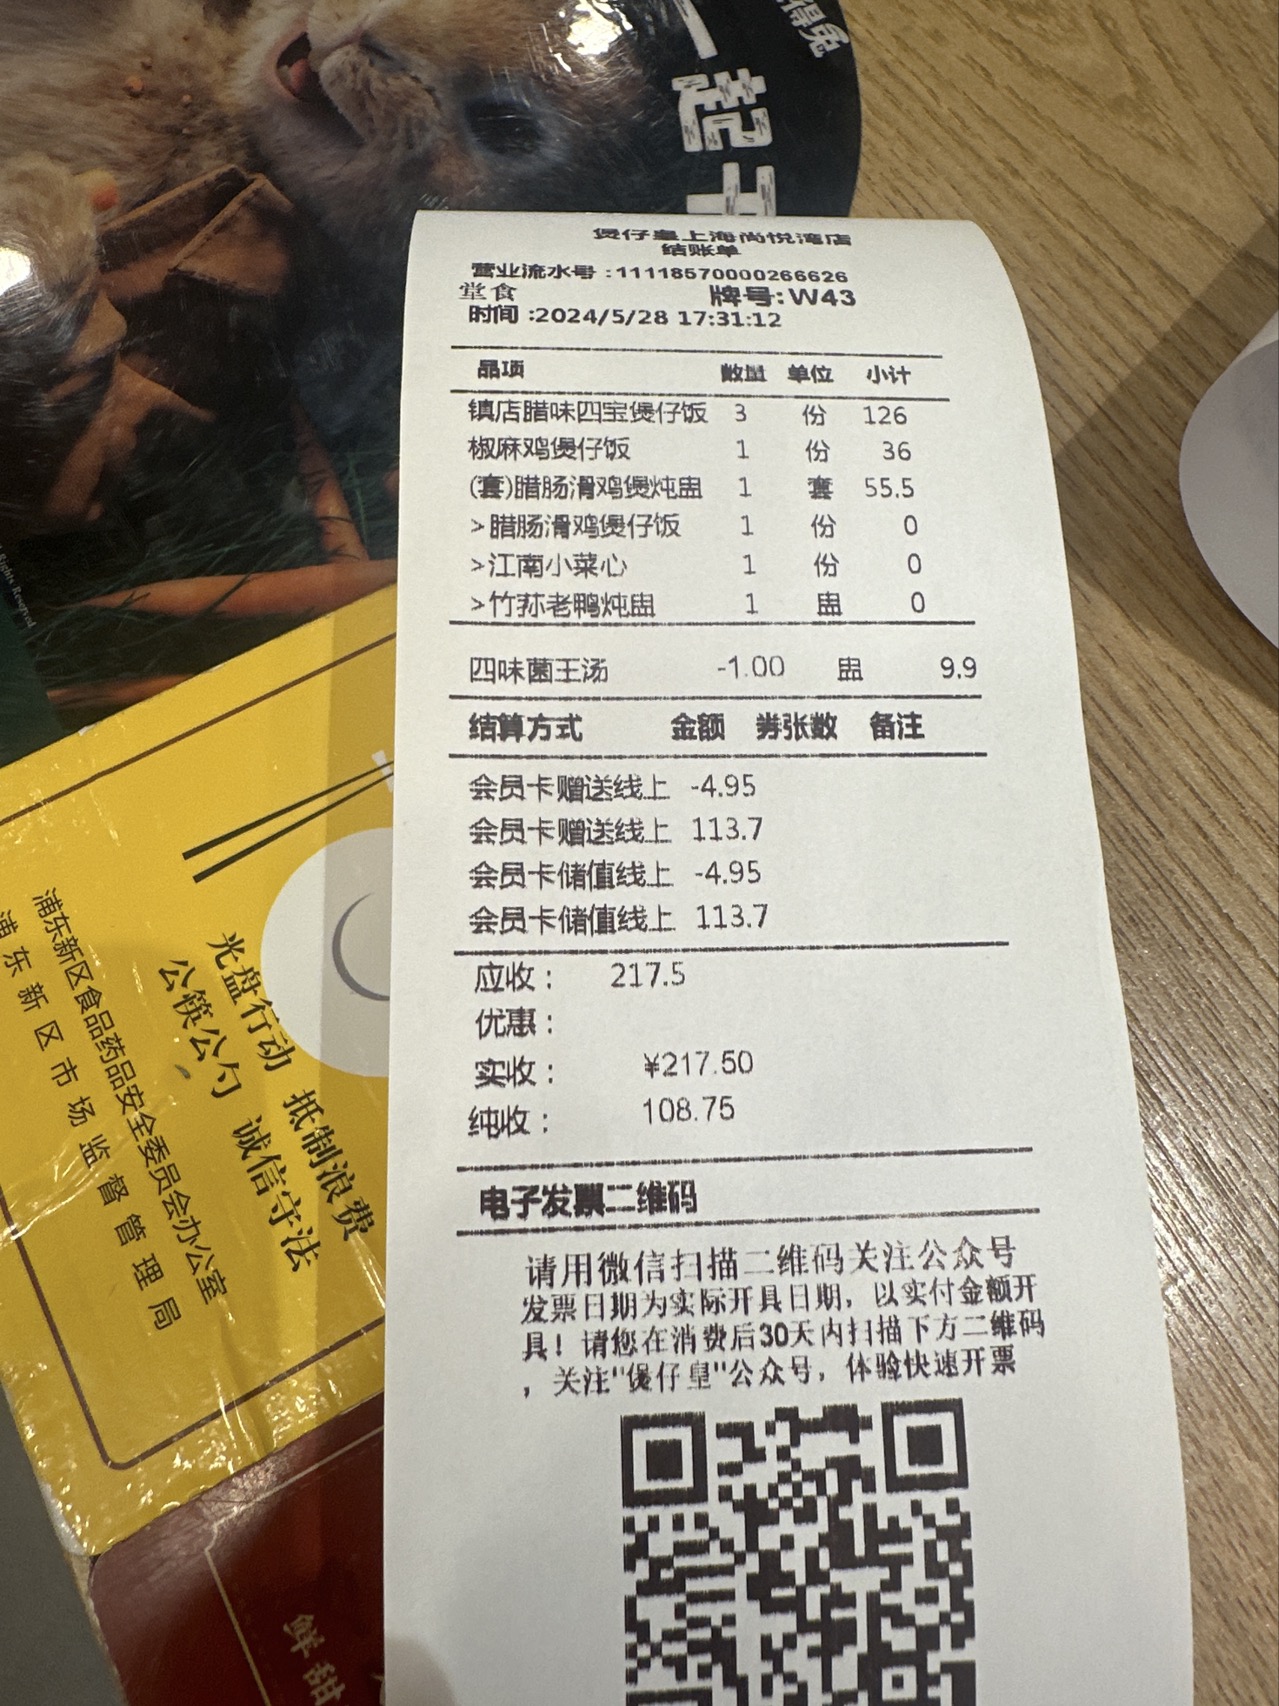 得兔
一起干
煲仔皇上海尚悦湾店
结账单
营业流水号:11118570000266626
堂食 牌号:W43
时间:2024/5/28 17:31:12
品项 数量 单位 小计
镇店腊味四宝煲仔饭 3 份 126
椒麻鸡煲仔饭 1 份 36
(套)腊肠滑鸡煲炖盅 1 套 55.5
>腊肠滑鸡煲仔饭 1 份 0
>江南小菜心 1 份 0
>竹荪老鸭炖盅 1 盅 0
四味菌王汤 -1.00 盅 9.9
结算方式 金额 券张数 备注
会员卡赠送线上 -4.95
会员卡赠送线上 113.7
会员卡储值线上 -4.95
会员卡储值线上 113.7
应收: 217.5
优惠:
实收: ¥217.50
纯收: 108.75
电子发票二维码
请用微信扫描二维码关注公众号
发票日期为实际开具日期，以实付金额开
具！请您在消费后30天内扫描下方二维码
，关注"煲仔皇"公众号，体验快速开票
光盘行动 抵制浪费
公筷公勺 诚信守法
浦东新区食品药品安全委员会办公室
浦东新区市场监督管理局
鲜甜